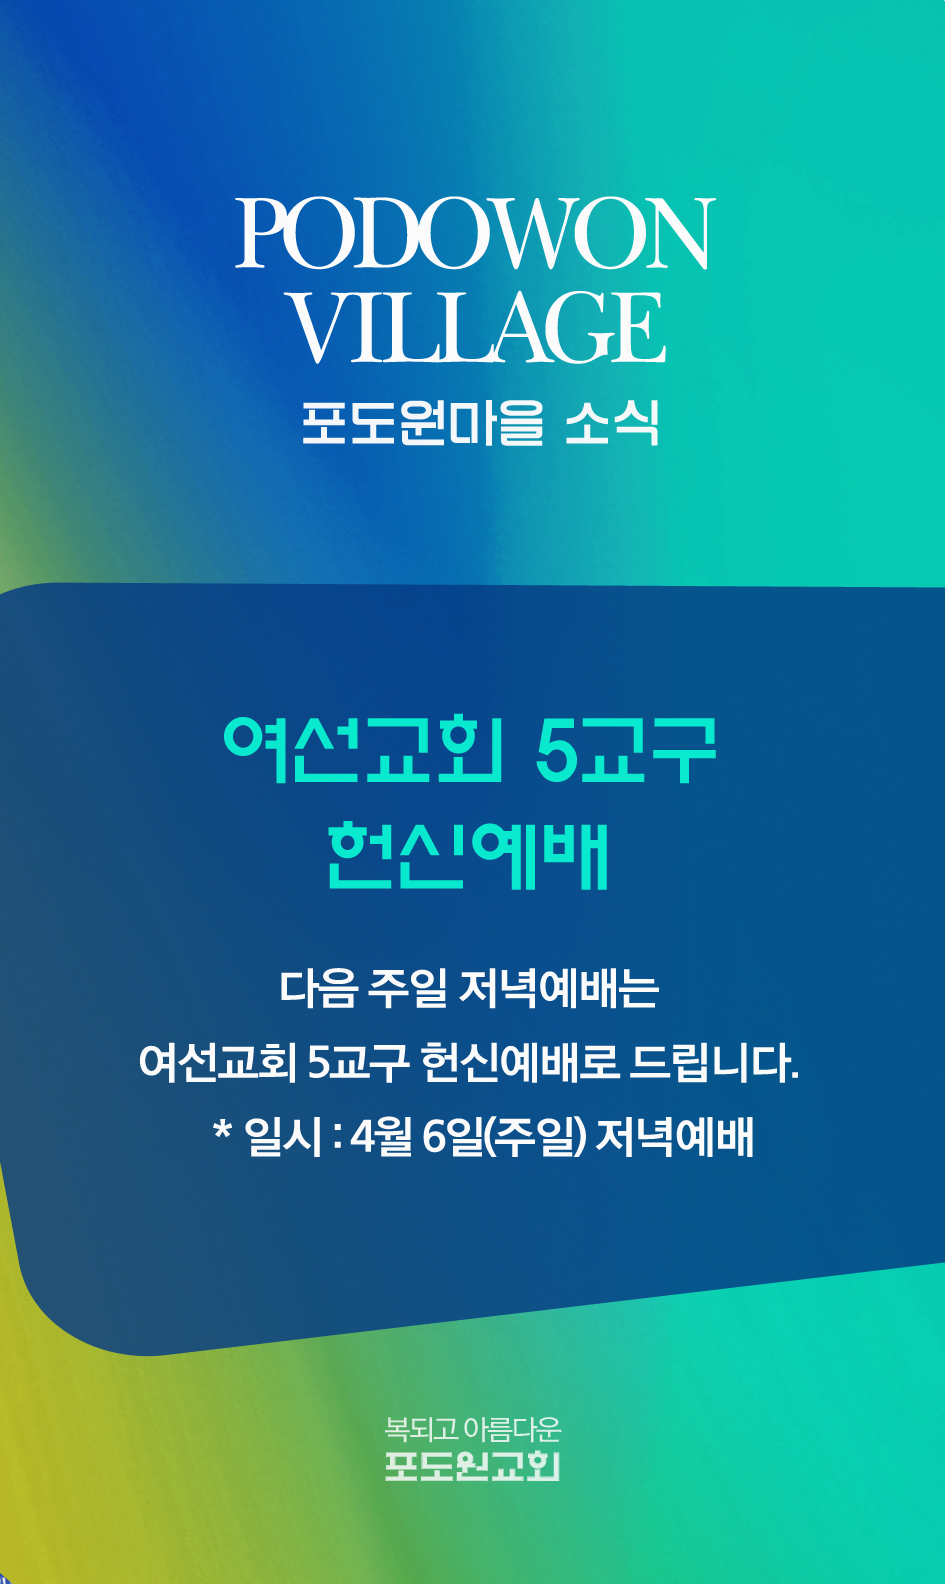 PODOWON
VILLAGE
포도원마을 소식
여선교회 5교구
헌신예배
다음 주일 저녁예배는
여선교회 5교구 헌신예배로 드립니다.
* 일시 : 4월 6일(주일) 저녁예배
복되고 아름다운
포도원교회